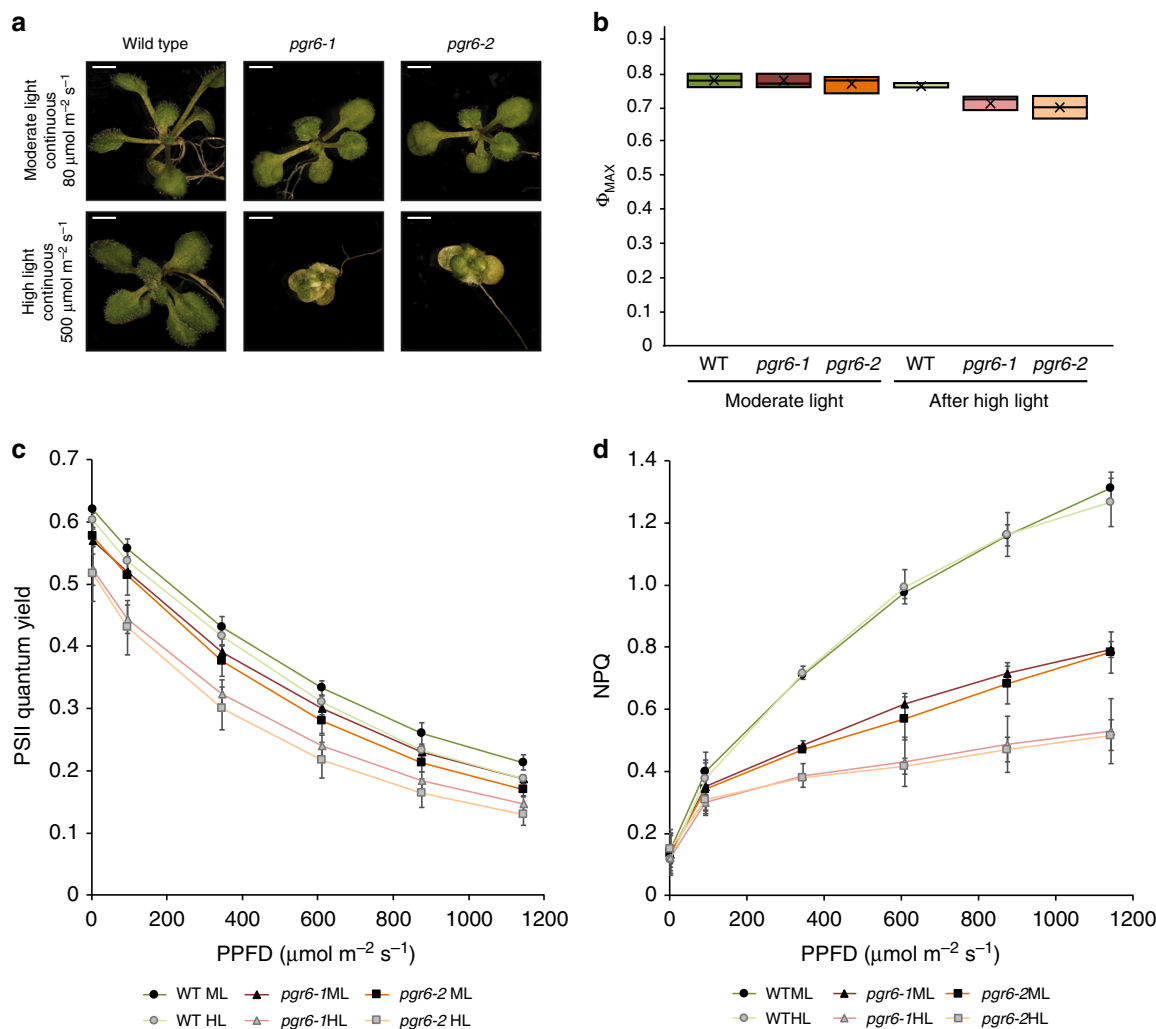 a
Wild type
pgr6-1
pgr6-2
Moderate light
continuous
80 μmol m⁻² s⁻¹
High light
continuous
500 μmol m⁻² s⁻¹
b
0.9
0.8
0.7
0.6
0.5
0.4
0.3
0.2
0.1
0
ΦMAX
WT
pgr6-1
pgr6-2
WT
pgr6-1
pgr6-2
Moderate light
After high light
c
0.7
0.6
0.5
0.4
0.3
0.2
0.1
0
PSII quantum yield
0 200 400 600 800 1000 1200
PPFD (μmol m⁻² s⁻¹)
WT ML
pgr6-1ML
pgr6-2 ML
WT HL
pgr6-1HL
pgr6-2 HL
d
1.4
1.2
1.0
0.8
0.6
0.4
0.2
0
NPQ
0 200 400 600 800 1000 1200
PPFD (μmol m⁻² s⁻¹)
WTML
pgr6-1ML
pgr6-2ML
WTHL
pgr6-1HL
pgr6-2HL